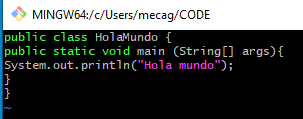 MINGW64:/c/Users/mecag/CODE
public class HolaMundo {
public static void main (String[] args){
System.out.println("Hola mundo");
}
}
~